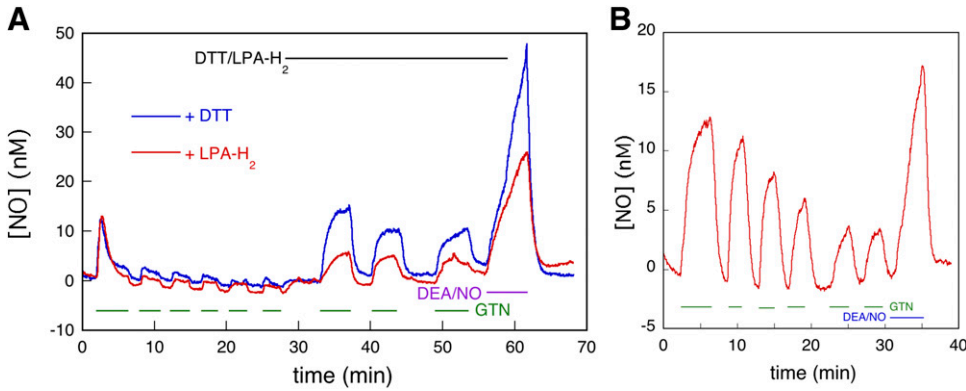 A
B
[NO] (nM)
50
40
30
20
10
0
-10
DTT/LPA-H₂
+ DTT
+ LPA-H₂
DEA/NO
GTN
0
10
20
30
40
50
60
70
time (min)
[NO] (nM)
20
15
10
5
0
-5
GTN
DEA/NO
0
10
20
30
40
time (min)